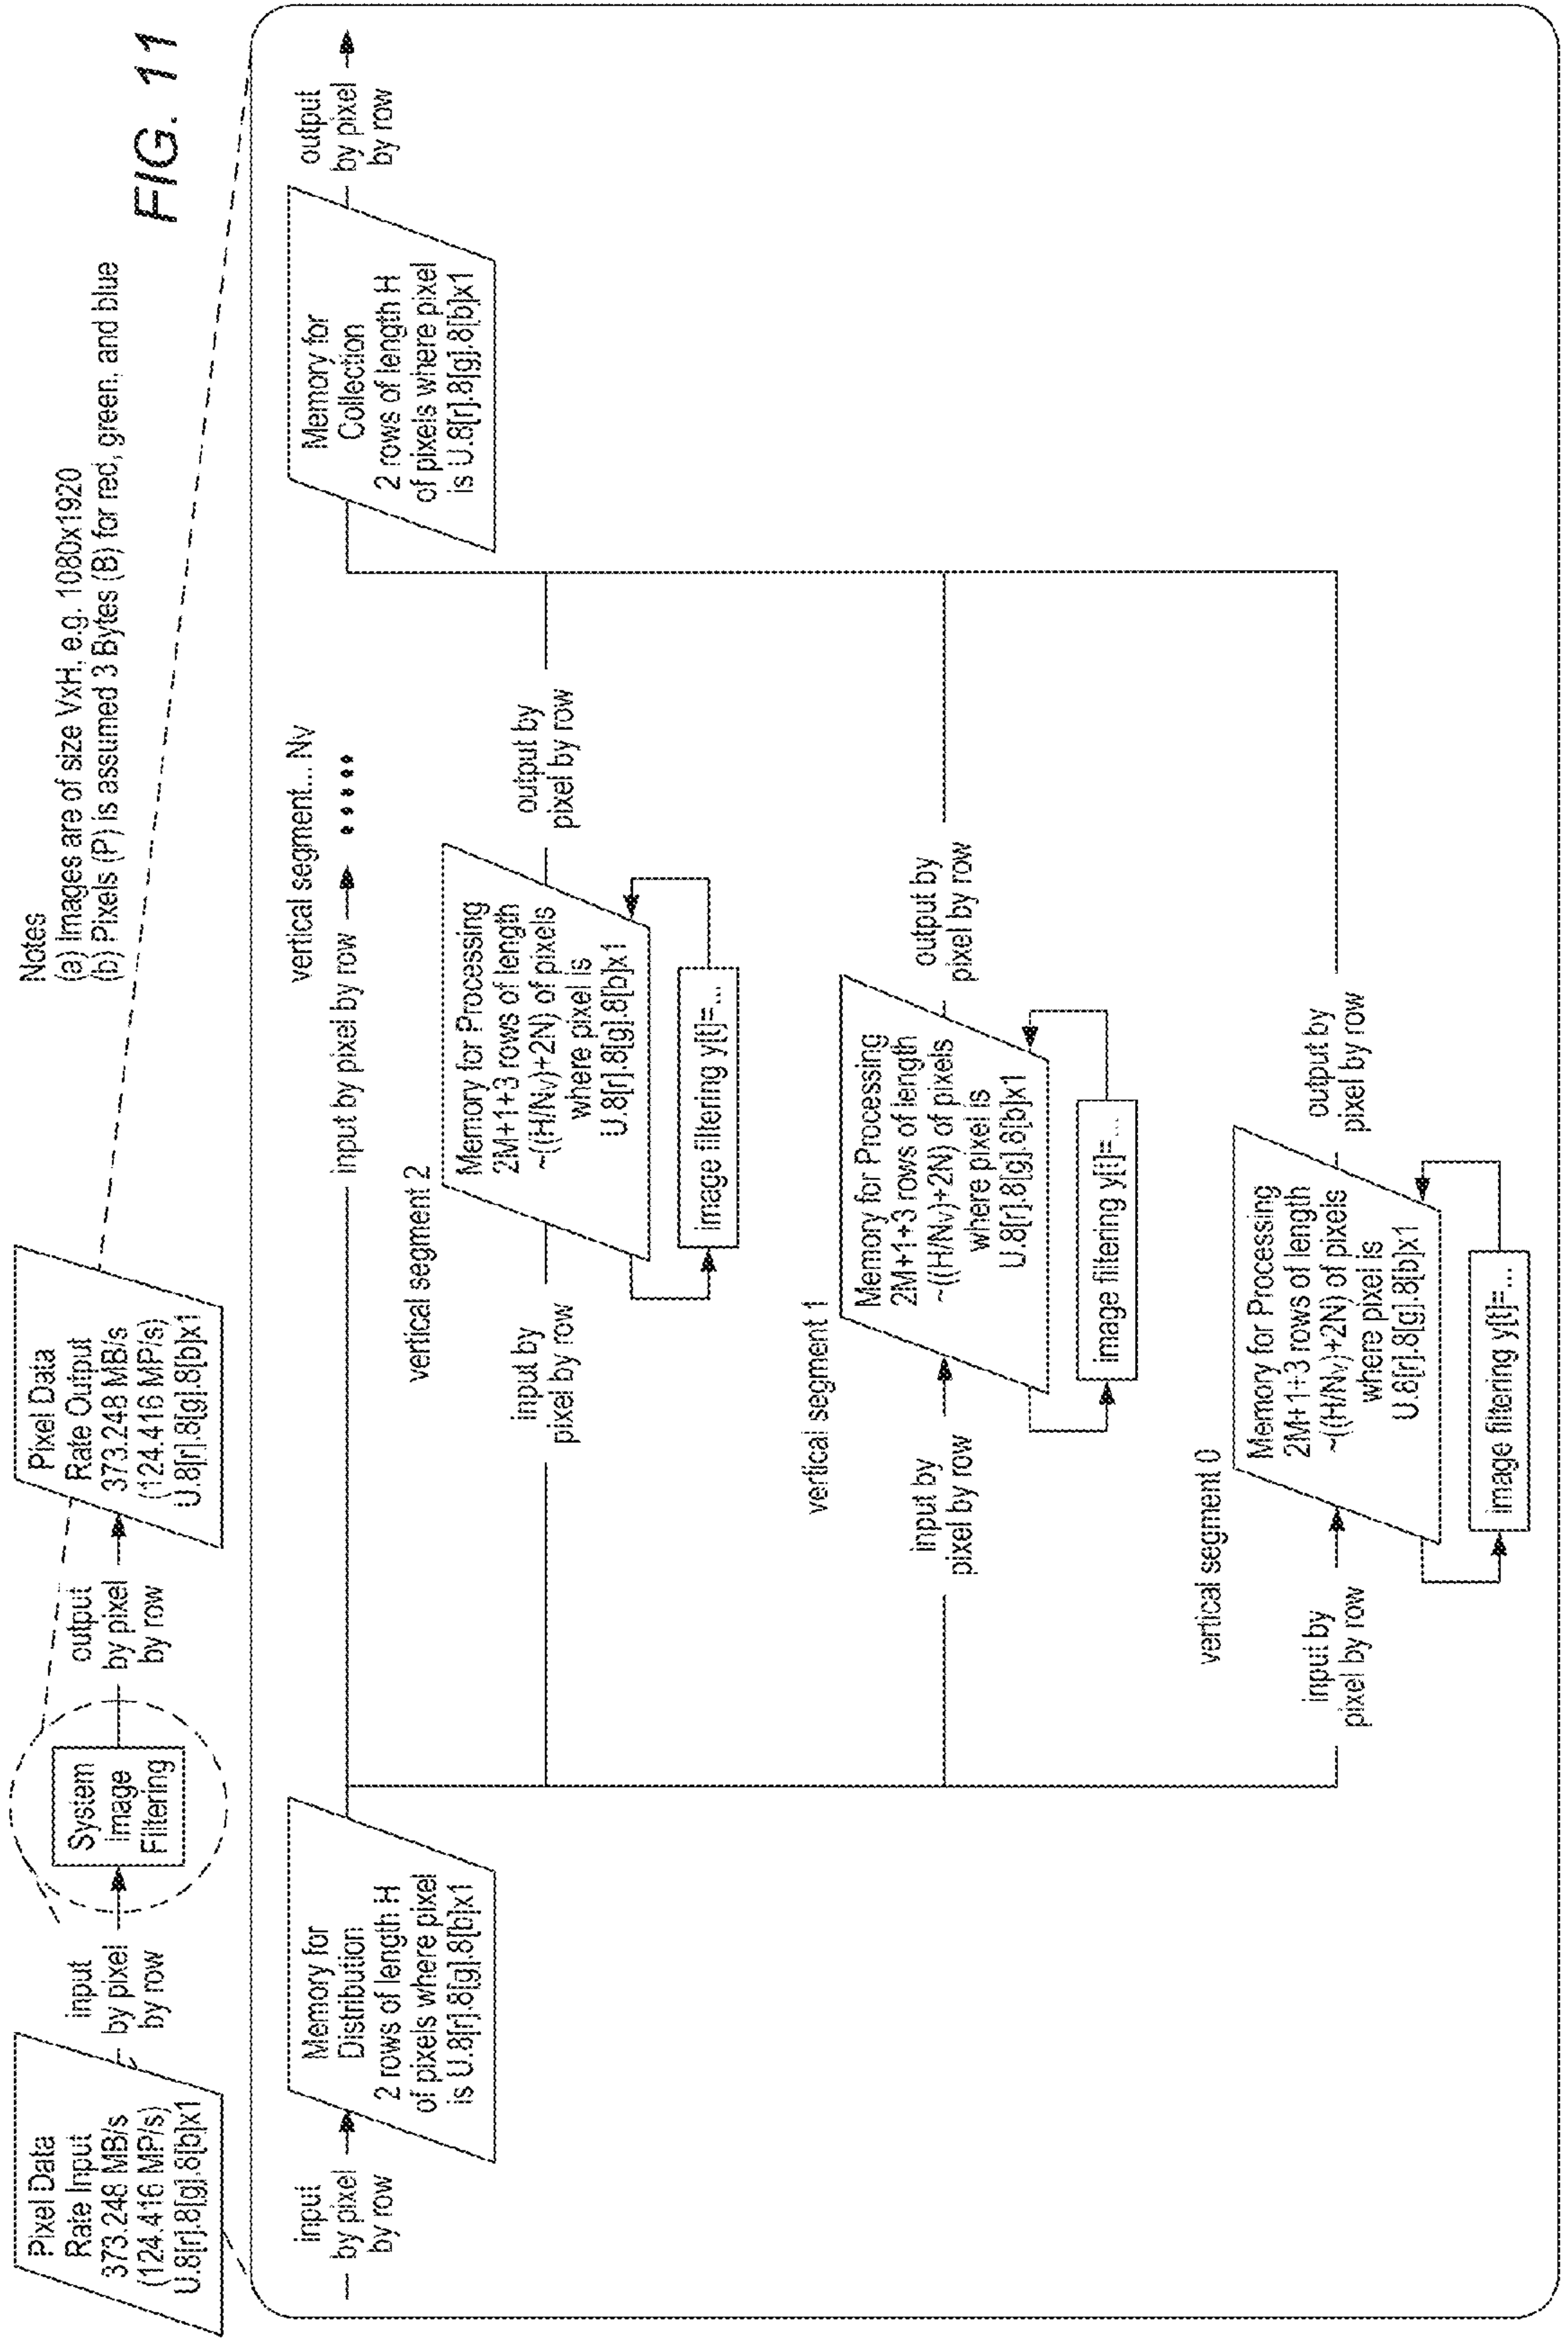 Pixel Data
Rate Input
373.248 MB/s
(124.416 MP/s)
U.8[r].8[g].8[b]x1
input
by pixel
by row
System
Image
Filtering
output
by pixel
by row
Pixel Data
Rate Output
373.248 MB/s
(124.416 MP/s)
U.8[r].8[g].8[b]x1
Notes
(a) Images are of size VxH, e.g. 1080x1920
(b) Pixels (P) is assumed 3 Bytes (B) for red, green, and blue
FIG. 11
input
by pixel
by row
Memory for
Distribution
2 rows of length H
of pixels where pixel
is U.8[r].8[g].8[b]x1
vertical segment... Nv
input by pixel by row
Memory for
Collection
2 rows of length H
of pixels where pixel
is U.8[r].8[g].8[b]x1
output
by pixel
by row
vertical segment 2
input by
pixel by row
Memory for Processing
2M+1+3 rows of length
~((H/Nv)+2N) of pixels
where pixel is
U.8[r].8[g].8[b]x1
image filtering y[t]=...
output by
pixel by row
vertical segment 1
input by
pixel by row
Memory for Processing
2M+1+3 rows of length
~((H/Nv)+2N) of pixels
where pixel is
U.8[r].8[g].8[b]x1
image filtering y[t]=...
output by
pixel by row
vertical segment 0
input by
pixel by row
Memory for Processing
2M+1+3 rows of length
~((H/Nv)+2N) of pixels
where pixel is
U.8[r].8[g].8[b]x1
image filtering y[t]=...
output by
pixel by row